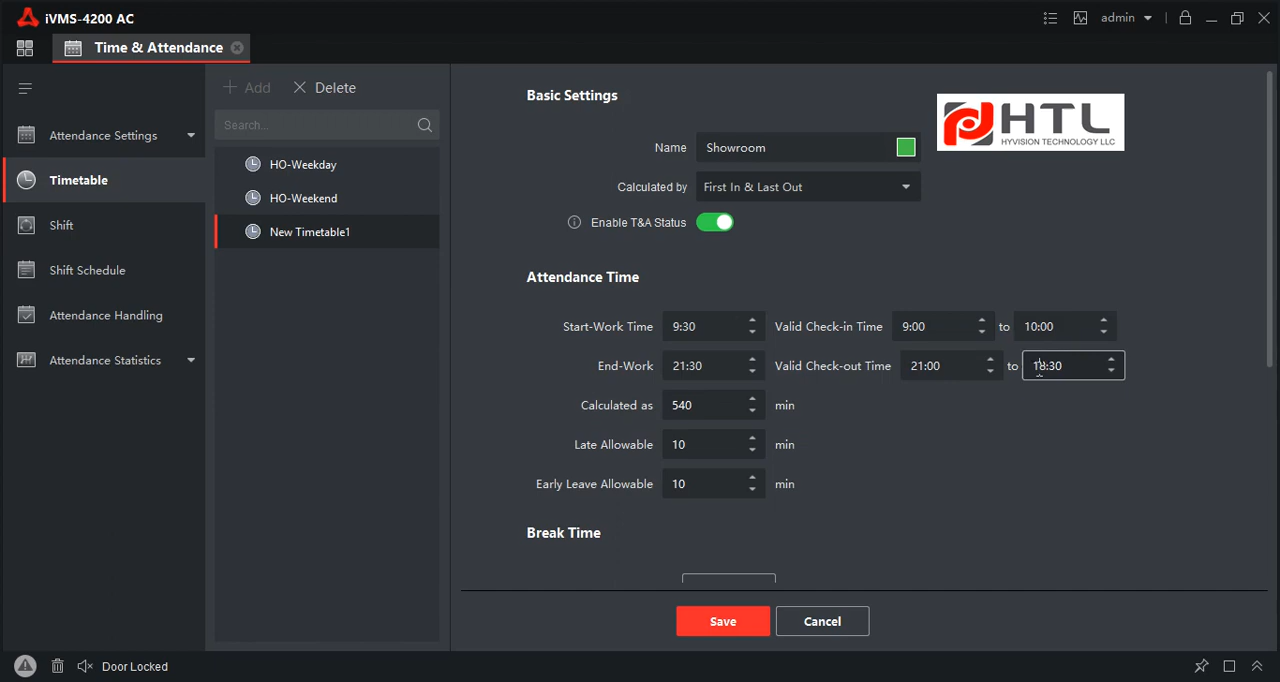 iVMS-4200 AC
admin
Time & Attendance
Add
Delete
Search...
Attendance Settings
Timetable
Shift
Shift Schedule
Attendance Handling
Attendance Statistics
HO-Weekday
HO-Weekend
New Timetable1
Basic Settings
HTL
HYVISION TECHNOLOGY LLC
Name Showroom
Calculated by First In & Last Out
Enable T&A Status
Attendance Time
Start-Work Time 9:30 Valid Check-in Time 9:00 to 10:00
End-Work 21:30 Valid Check-out Time 21:00 to 18:30
Calculated as 540 min
Late Allowable 10 min
Early Leave Allowable 10 min
Break Time
Save Cancel
Door Locked